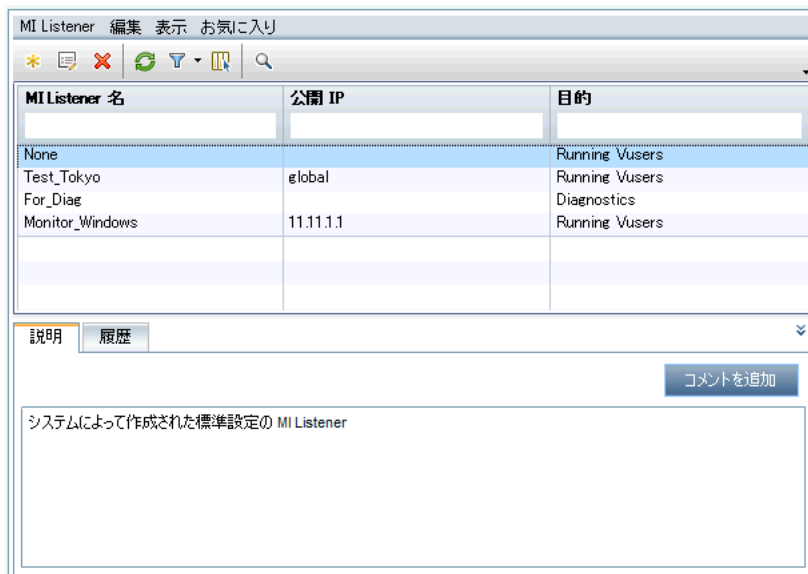 MI Listener 編集 表示 お気に入り
MI Listener 名 公開 IP 目的
None Running Vusers
Test_Tokyo global Running Vusers
For_Diag Diagnostics
Monitor_Windows 11.11.1.1 Running Vusers
説明 履歴
コメントを追加
システムによって作成された標準設定の MI Listener